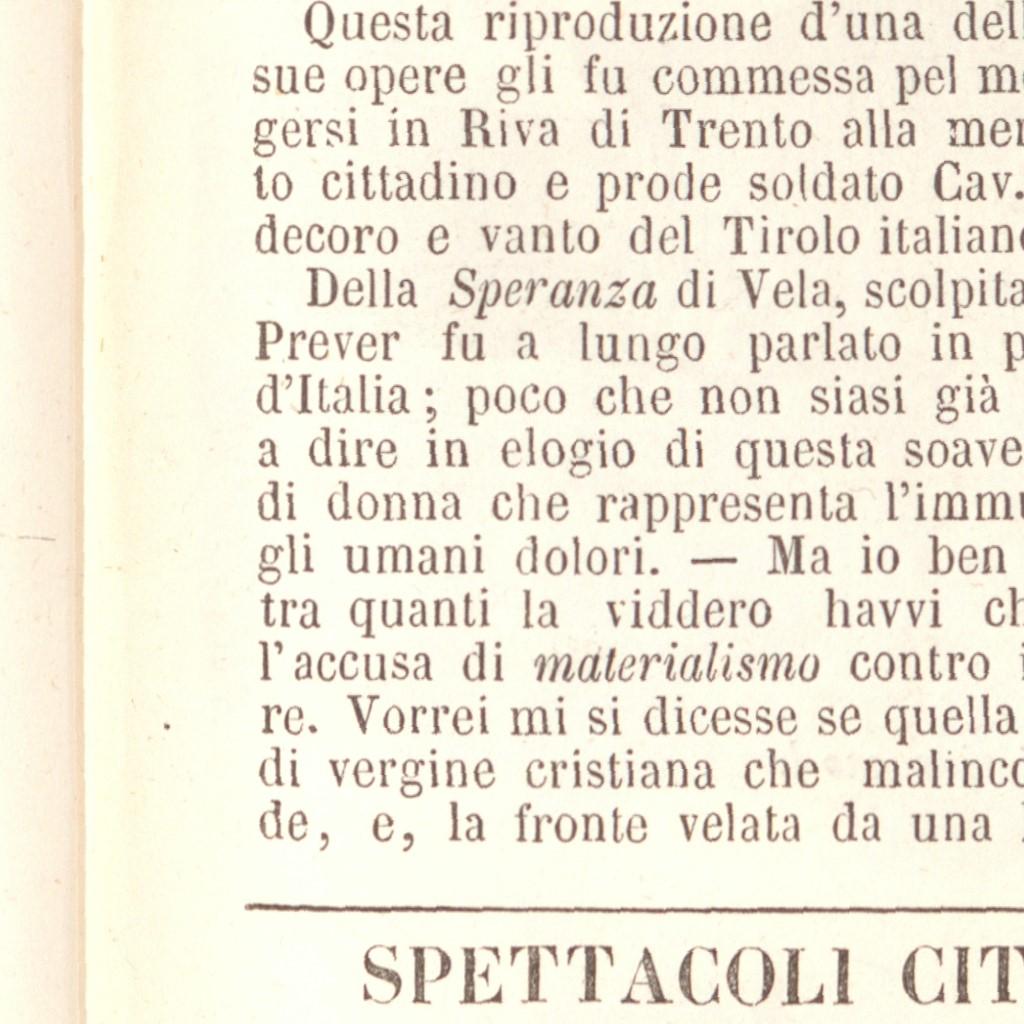 Questa riproduzione d'una dell
sue opere gli fu commessa pel
gersi in Riva di Trento alla
to cittadino e prode soldato Cav.
decoro e vanto del Tirolo italian
Della Speranza di Vela, scolpita
Prever fu a lungo parlato in p
d'Italia; poco che non siasi già
a dire in elogio di questa soave
di donna che rappresenta l'imm
gli umani dolori. — Ma io ben
tra quanti la viddero havvi ch
l'accusa di materialismo contro
re. Vorrei mi si dicesse se quella
di vergine cristiana che malinco
de, e, la fronte velata da una
SPETTACOLI CIT